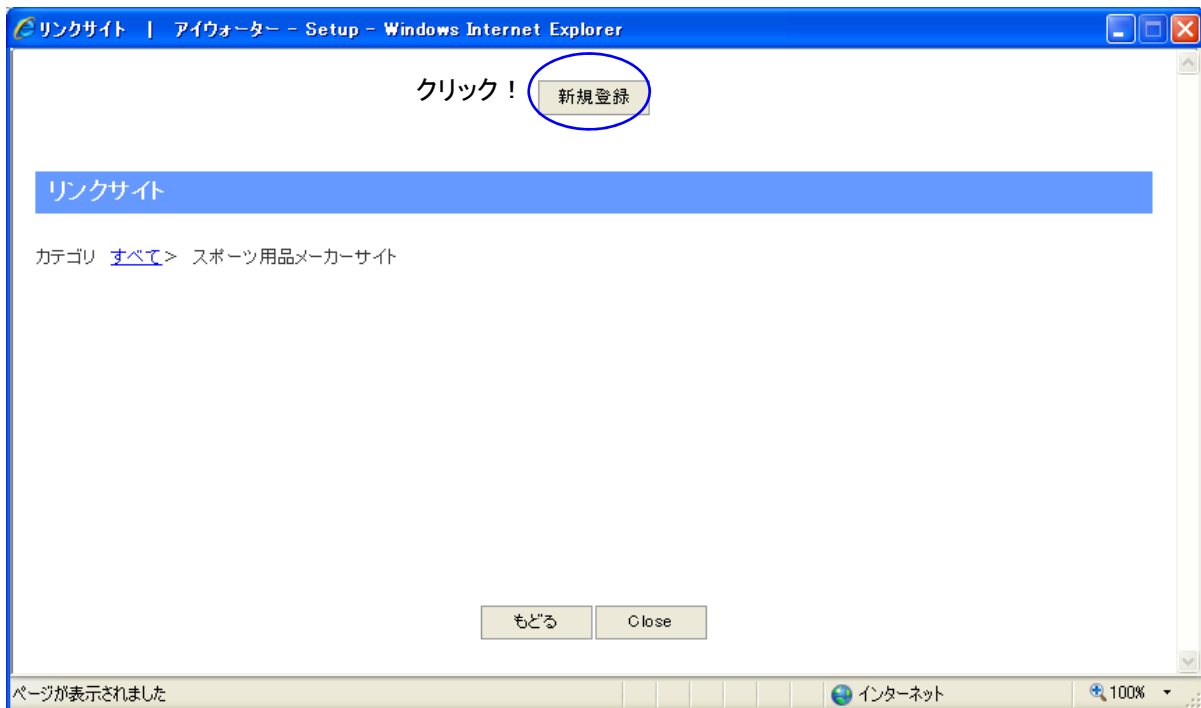 リンクサイト | アイウォーター - Setup - Windows Internet Explorer
クリック！ 新規登録
リンクサイト
カテゴリ すべて> スポーツ用品メーカーサイト
もどる Close
ページが表示されました インターネット 100%